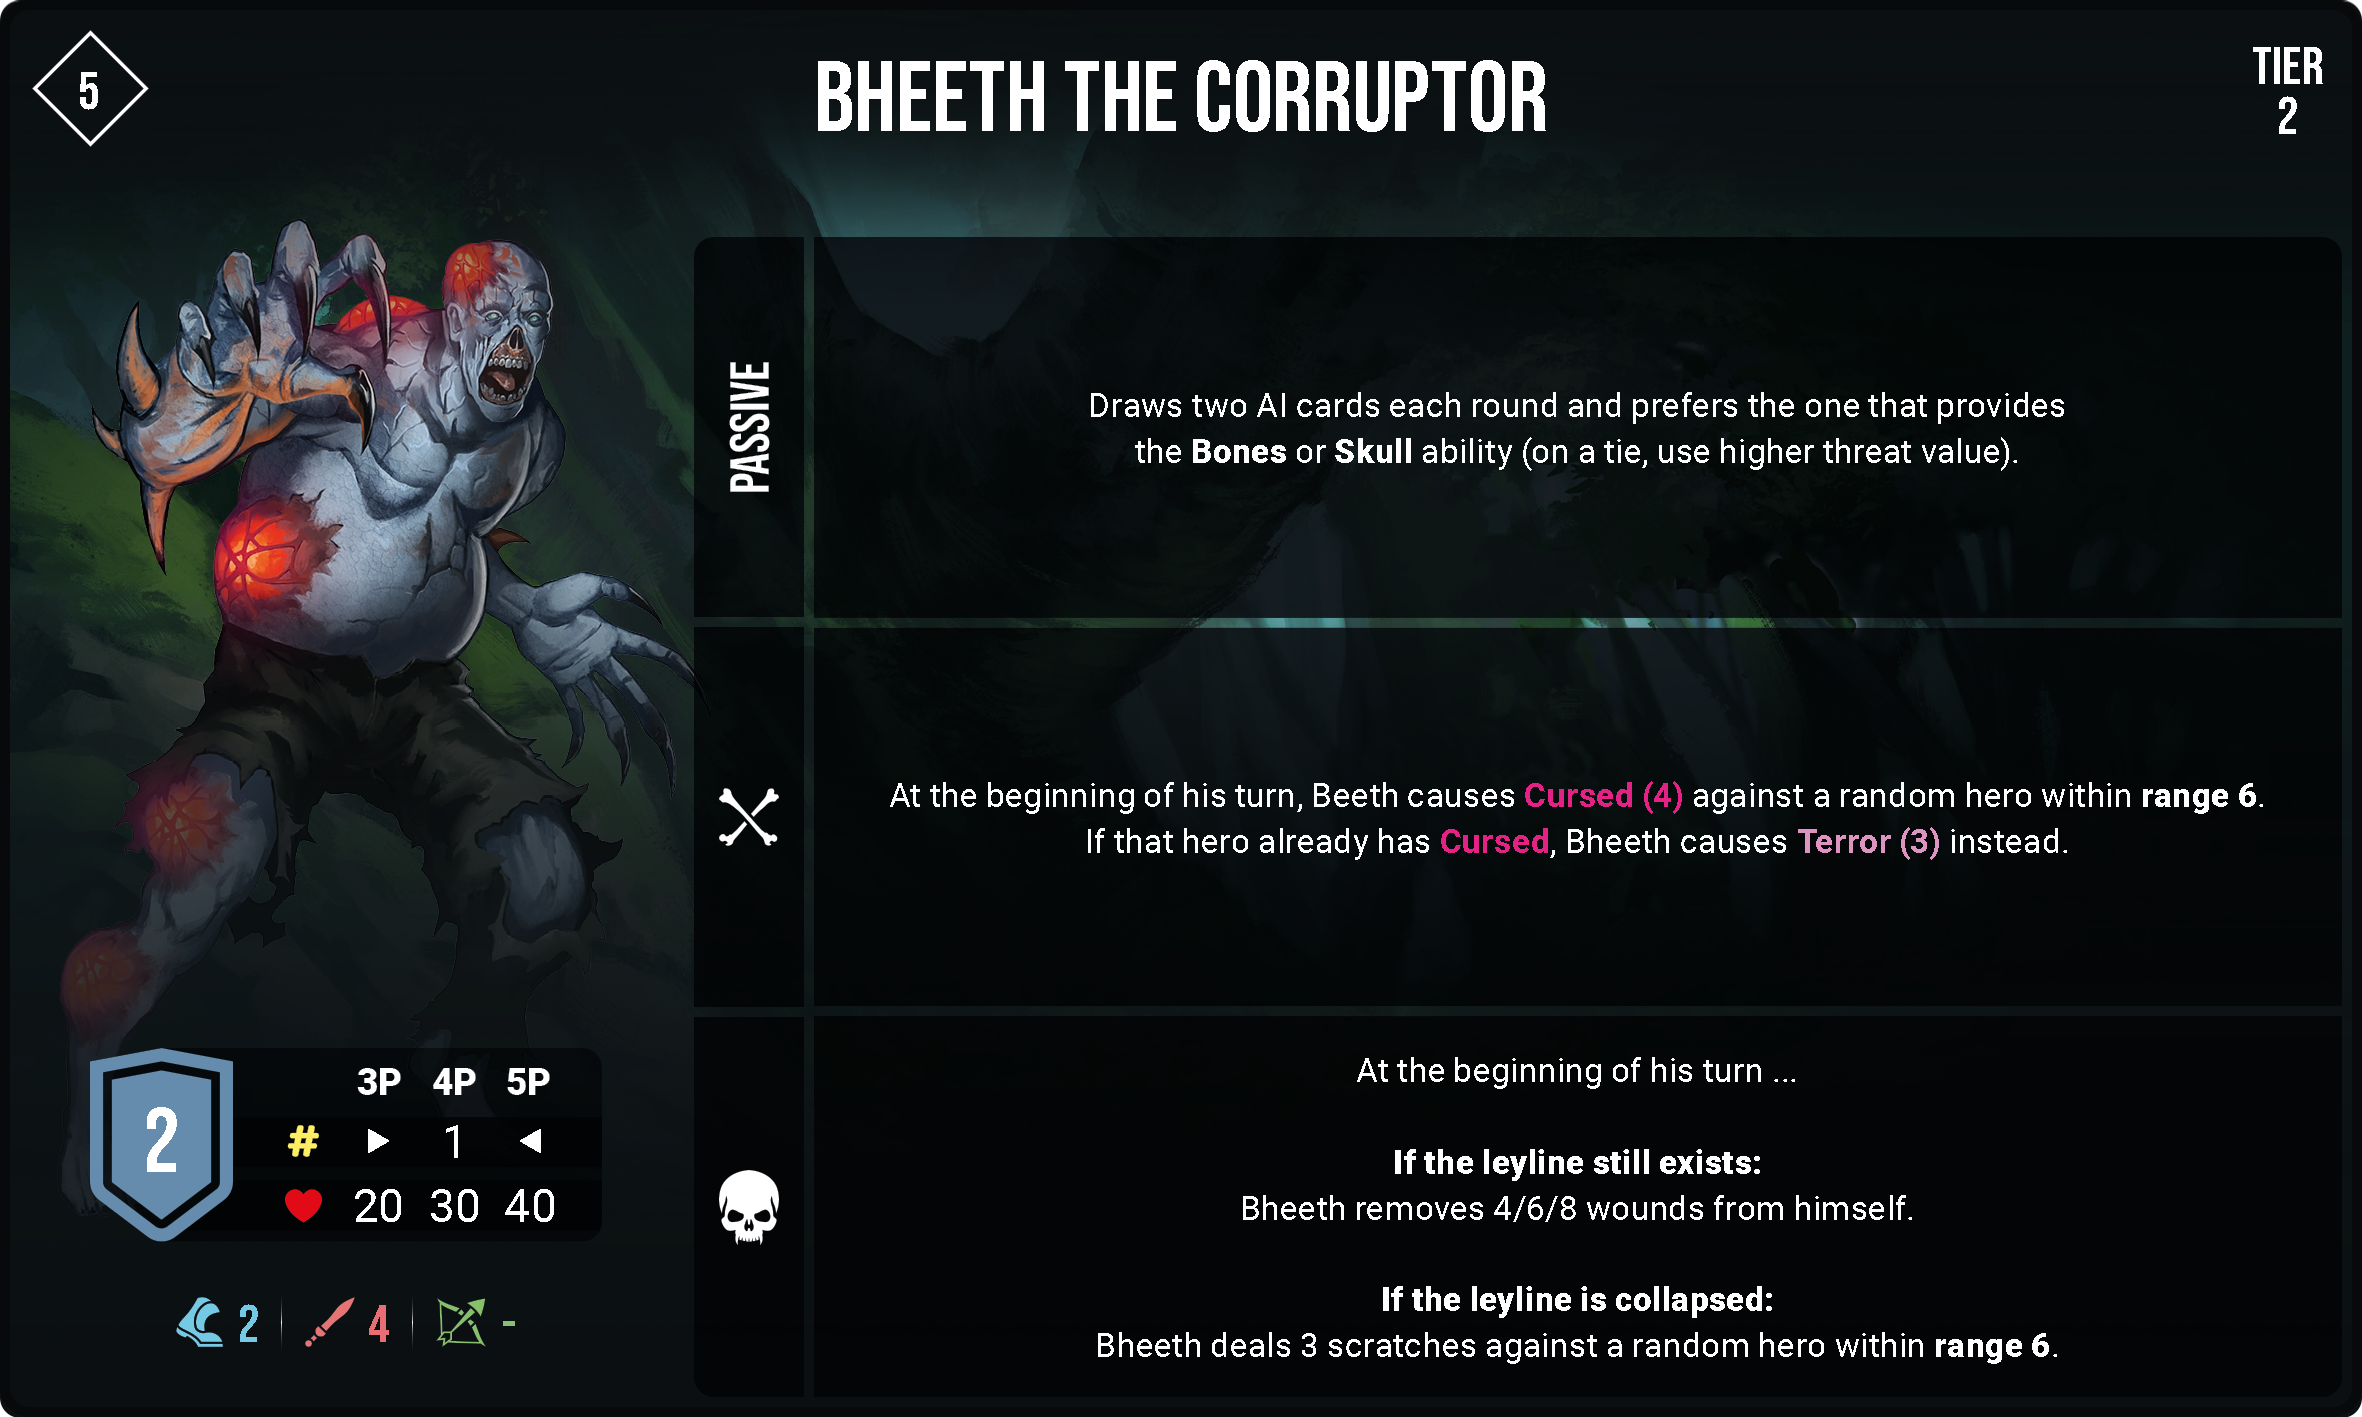 5
BHEETH THE CORRUPTOR
TIER
2
PASSIVE
Draws two AI cards each round and prefers the one that provides
the Bones or Skull ability (on a tie, use higher threat value).
At the beginning of his turn, Beeth causes Cursed (4) against a random hero within range 6.
If that hero already has Cursed, Bheeth causes Terror (3) instead.
At the beginning of his turn ...
If the leyline still exists:
Bheeth removes 4/6/8 wounds from himself.
If the leyline is collapsed:
Bheeth deals 3 scratches against a random hero within range 6.
2
3P 4P 5P
# ▶ 1 ◀
20 30 40
2 4 -